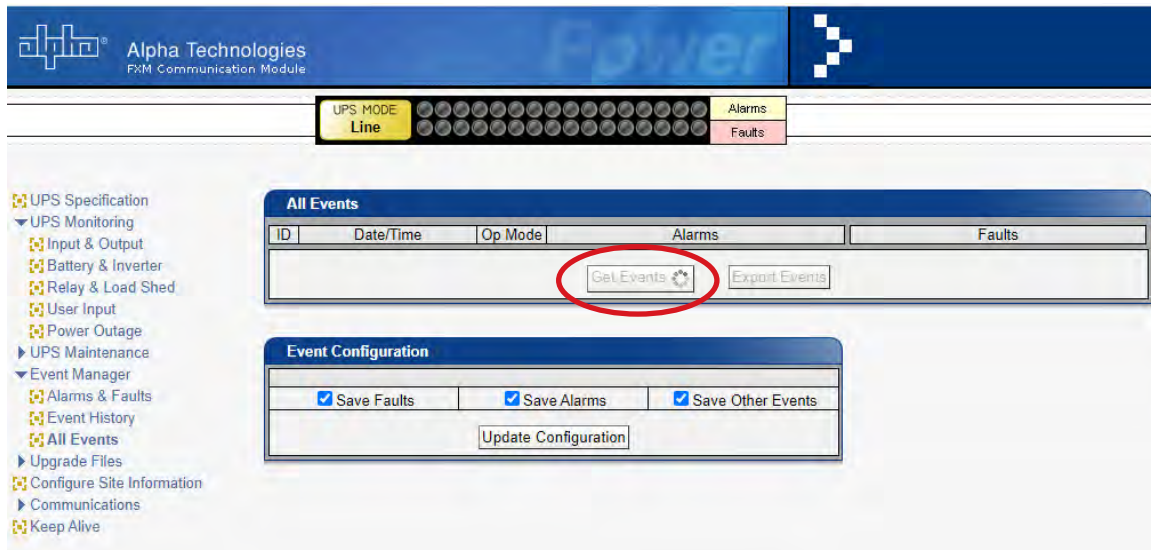 alpha® Alpha Technologies
FXM Communication Module
Power
UPS MODE
Line
Alarms
Faults
UPS Specification
UPS Monitoring
Input & Output
Battery & Inverter
Relay & Load Shed
User Input
Power Outage
UPS Maintenance
Event Manager
Alarms & Faults
Event History
All Events
Upgrade Files
Configure Site Information
Communications
Keep Alive
All Events
ID Date/Time Op Mode Alarms Faults
Get Events Export Events
Event Configuration
Save Faults Save Alarms Save Other Events
Update Configuration